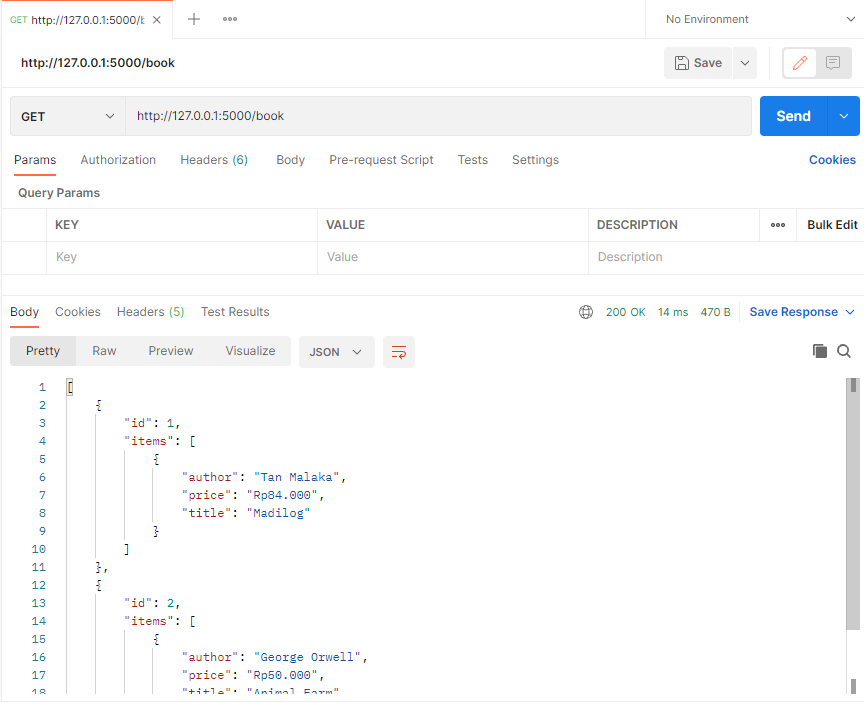 GET http://127.0.0.1:5000/b
No Environment
http://127.0.0.1:5000/book
Save
GET http://127.0.0.1:5000/book Send
Params Authorization Headers (6) Body Pre-request Script Tests Settings Cookies
Query Params
KEY VALUE DESCRIPTION Bulk Edit
Key Value Description
Body Cookies Headers (5) Test Results 200 OK 14 ms 470 B Save Response
Pretty Raw Preview Visualize JSON
1 [
2 {
3 "id": 1,
4 "items": [
5 {
6 "author": "Tan Malaka",
7 "price": "Rp84.000",
8 "title": "Madilog"
9 }
10 ]
11 },
12 {
13 "id": 2,
14 "items": [
15 {
16 "author": "George Orwell",
17 "price": "Rp50.000",
18 "title": "Animal Farm"